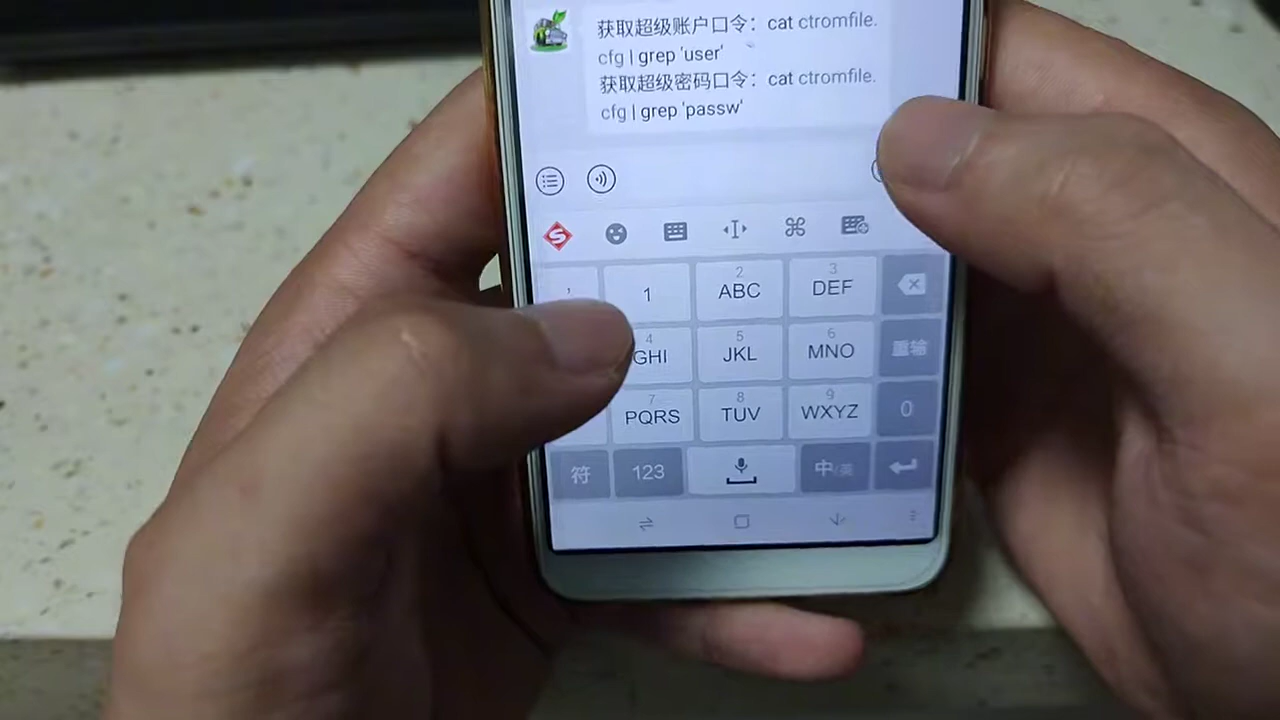 获取超级账户口令：cat ctromfile.
cfg | grep 'user'
获取超级密码口令：cat ctromfile.
cfg | grep 'passw'
, 1 2 ABC 3 DEF
4 GHI 5 JKL 6 MNO 重输
7 PQRS 8 TUV 9 WXYZ 0
符 123 中/英